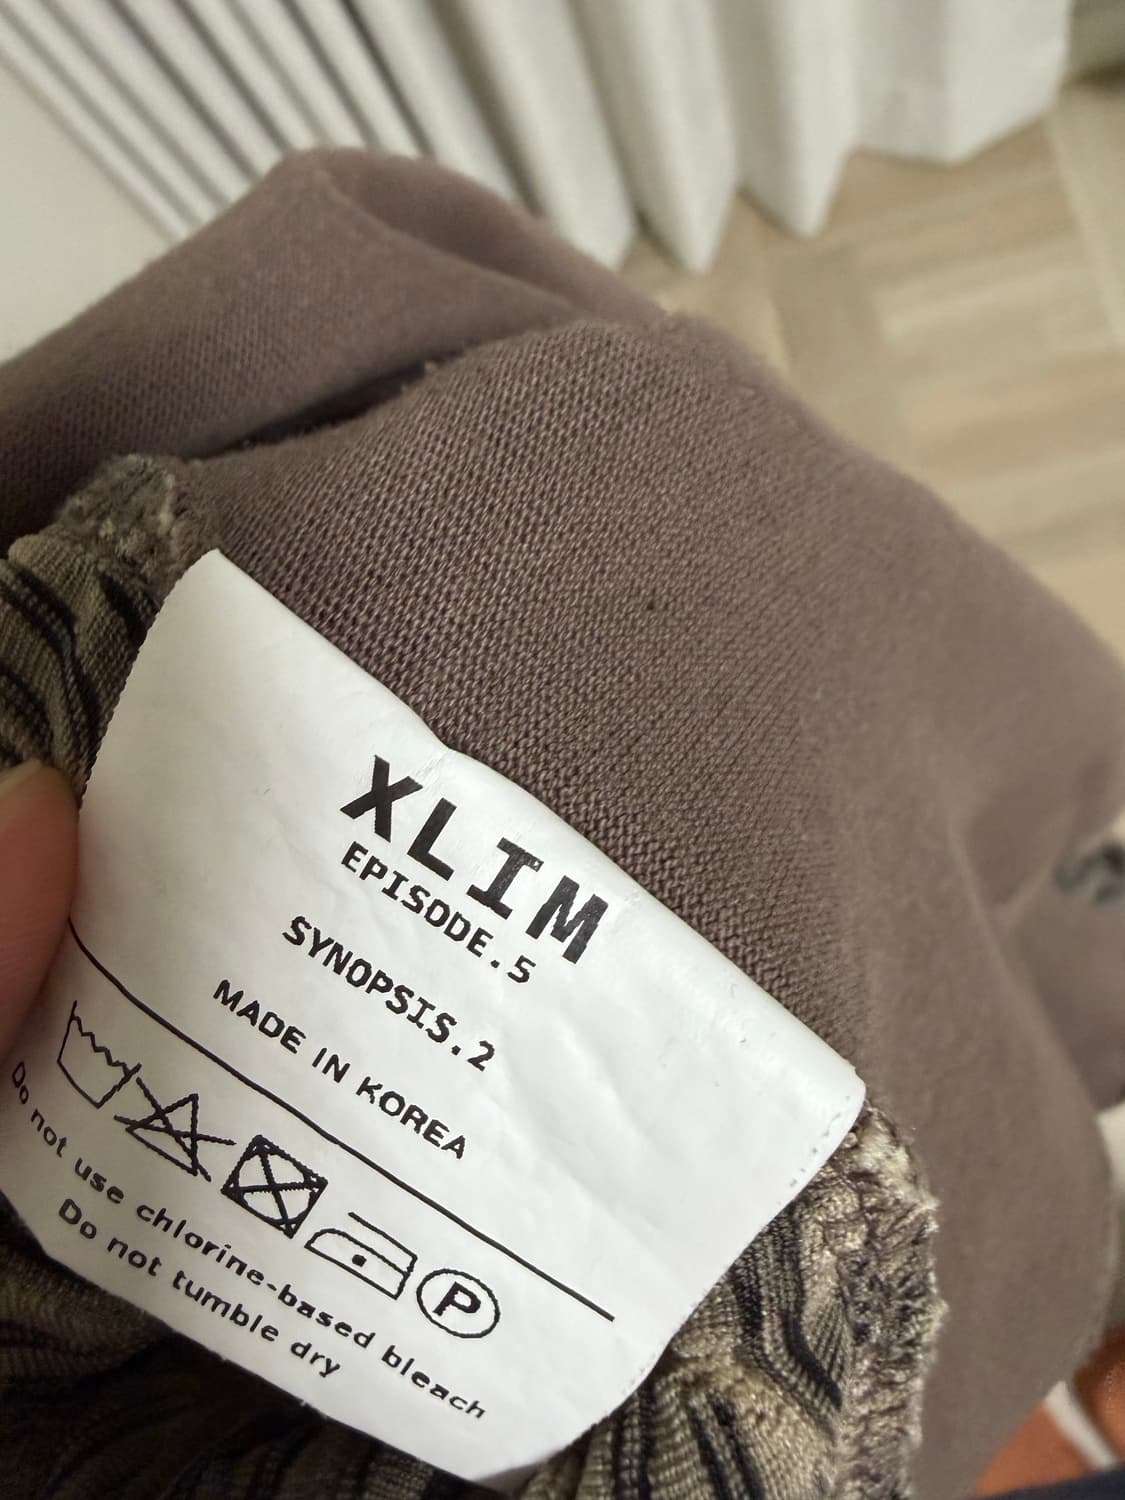 XLIM
EPISODE.5
SYNOPSIS.2
MADE IN KOREA
P
Do not use chlorine-based bleach
Do not tumble dry